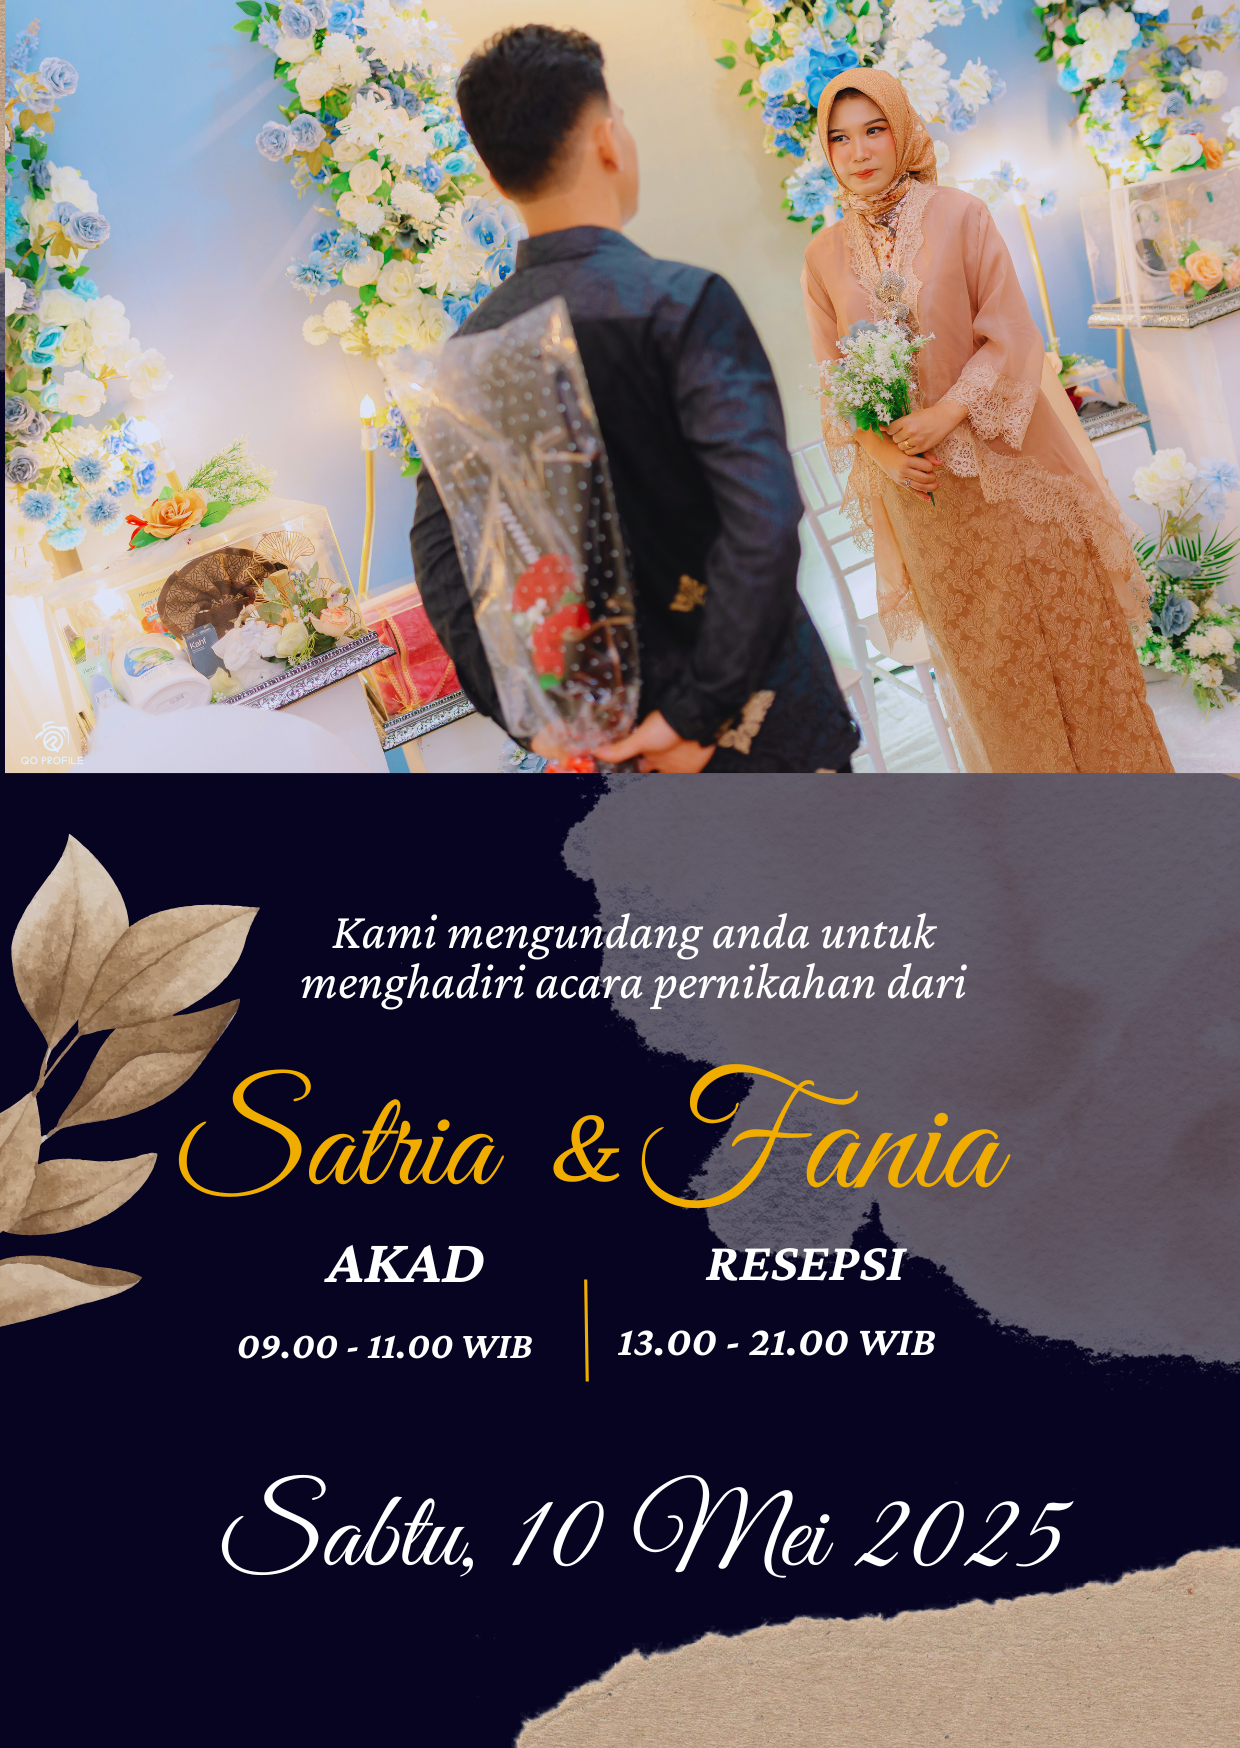 Kahf
QO PROFILE
Kami mengundang anda untuk
menghadiri acara pernikahan dari
Satria & Fania
AKAD
RESEPSI
09.00 - 11.00 WIB
13.00 - 21.00 WIB
Sabtu, 10 Mei 2025